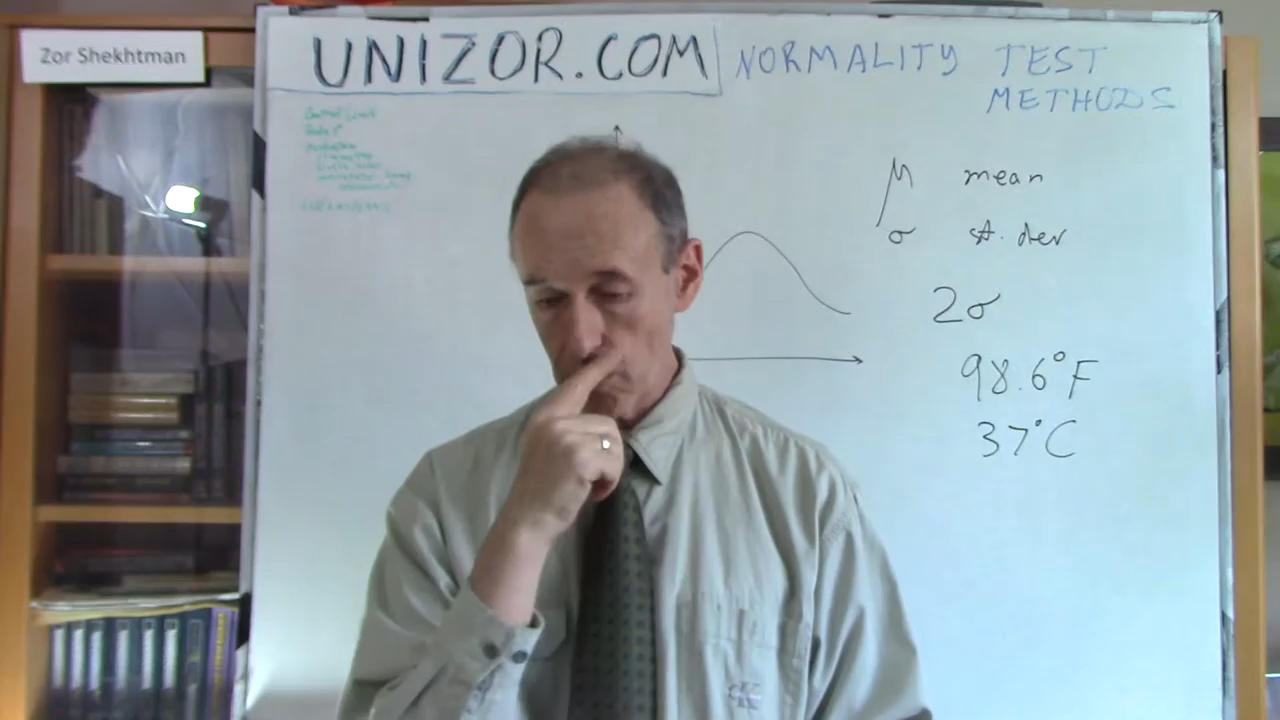 Zor Shekhtman
UNIZOR.COM
NORMALITY TEST
METHODS
μ mean
σ st. dev
2σ
98.6°F
37°C